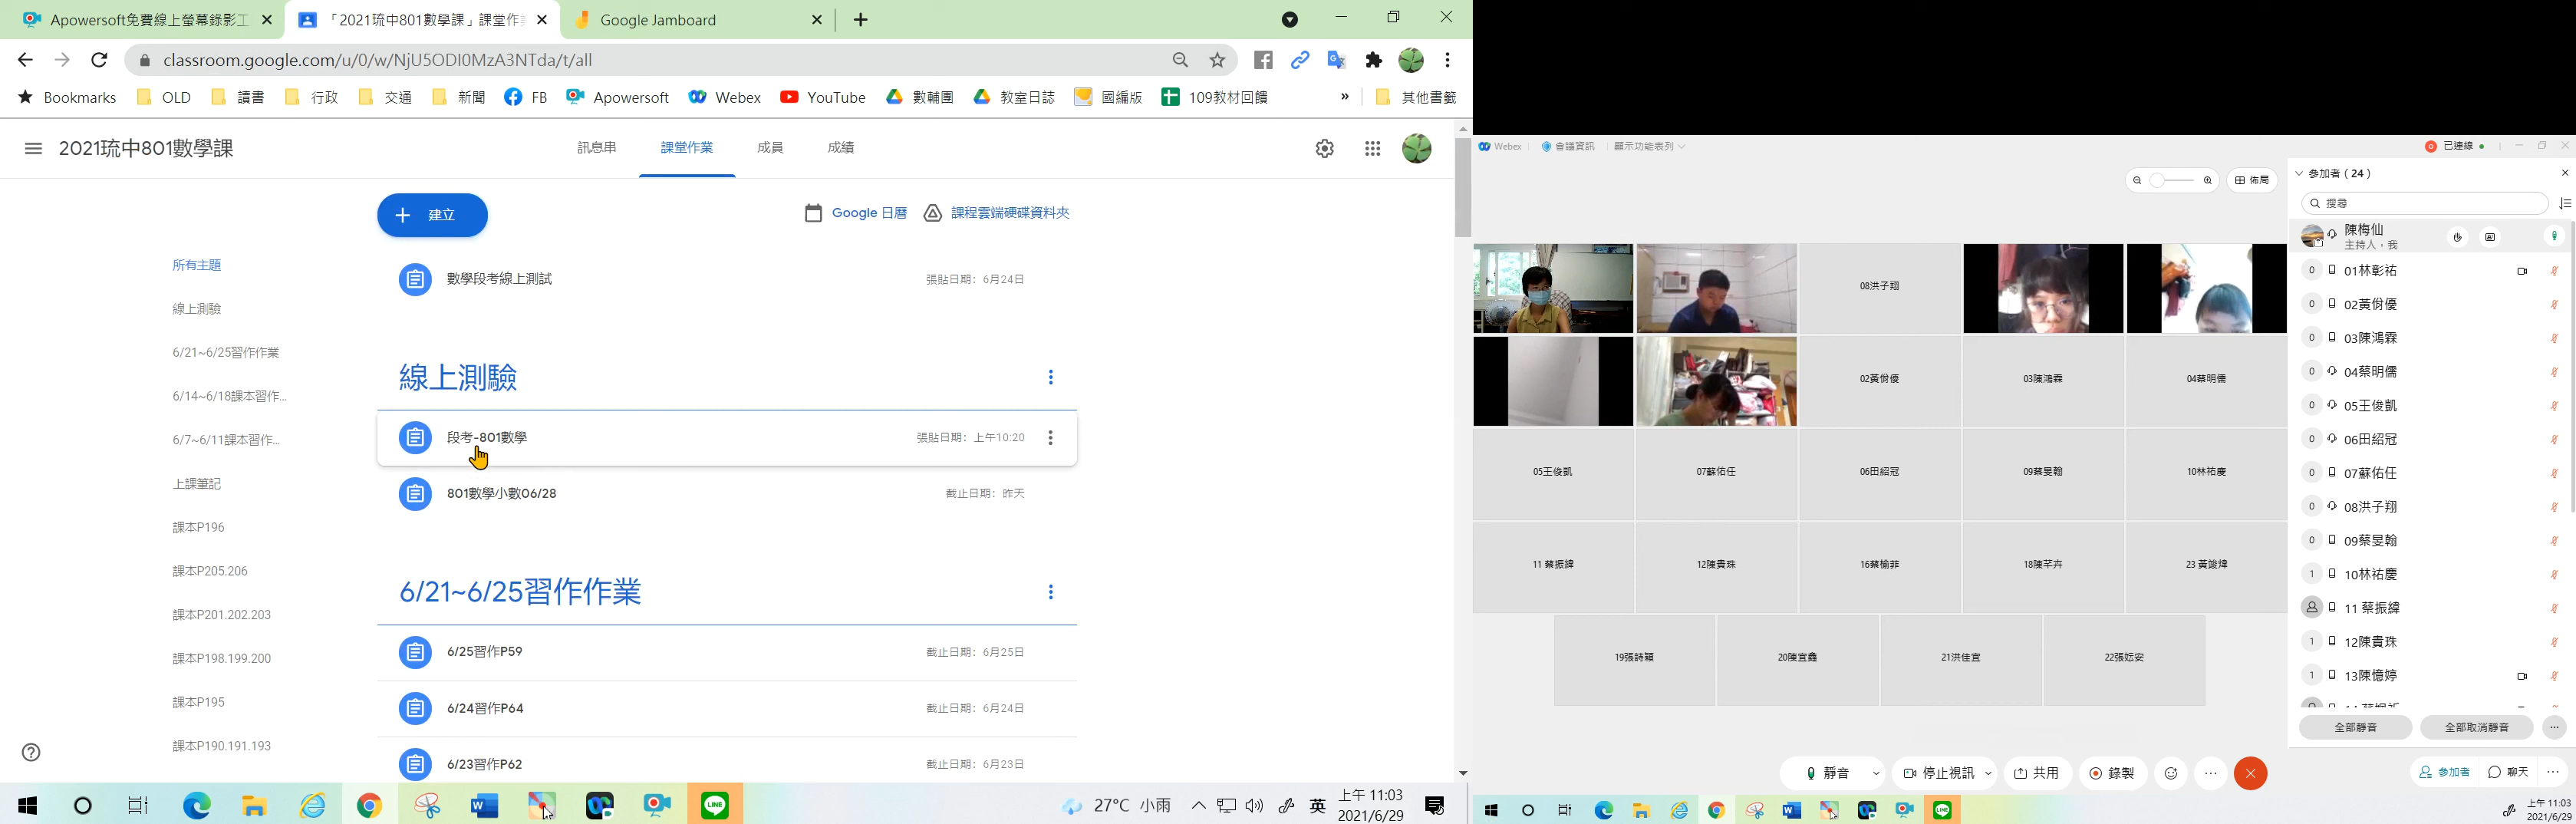 Apowersoft免費線上螢幕錄影工
「2021琉中801數學課」課堂作業
Google Jamboard
classroom.google.com/u/0/w/NjU5ODI0MzA3NTda/t/all
Bookmarks
OLD
讀書
行政
交通
新聞
FB
Apowersoft
Webex
YouTube
數輔團
教室日誌
國編版
109教材回饋
»
其他書籤
2021琉中801數學課
訊息串
課堂作業
成員
成績
建立
Google 日曆
課程雲端硬碟資料夾
數學段考線上測試
張貼日期：6月24日
所有主題
線上測驗
6/21~6/25習作作業
6/14~6/18課本習作...
6/7~6/11課本習作...
上課筆記
課本P196
課本P205.206
課本P201.202.203
課本P198.199.200
課本P195
課本P190.191.193
線上測驗
段考-801數學
張貼日期：上午10:20
801數學小數06/28
截止日期：昨天
6/21~6/25習作作業
6/25習作P59
截止日期：6月25日
6/24習作P64
截止日期：6月24日
6/23習作P62
截止日期：6月23日
27°C 小雨
英
上午 11:03
2021/6/29
Webex
會議資訊
顯示功能表列
已連線
佈局
08洪子翔
02黃佾優
03陳鴻霖
04蔡明儒
05王俊凱
07蘇佑任
06田紹冠
09蔡旻翰
10林祐慶
11 蔡振緯
12陳貴珠
16蔡榆菲
18陳芊卉
23 黃竣煒
19張詩穎
20陳宜鑫
21洪佳宜
22張妘安
參加者（24）
搜尋
陳梅仙
主持人，我
01林彰祐
02黃佾優
03陳鴻霖
04蔡明儒
05王俊凱
06田紹冠
07蘇佑任
08洪子翔
09蔡旻翰
10林祐慶
11 蔡振緯
12陳貴珠
13陳憶婷
全部靜音
全部取消靜音
靜音
停止視訊
共用
錄製
參加者
聊天
上午 11:03
2021/6/29